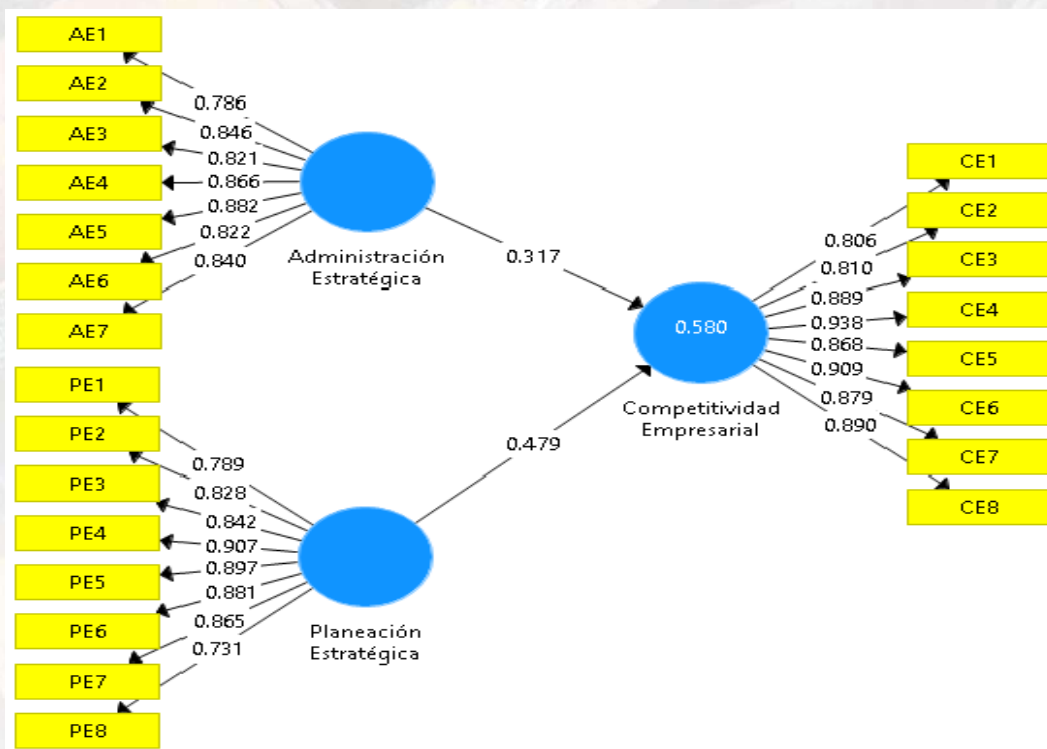 AE1
AE2
AE3
AE4
AE5
AE6
AE7
0.786
0.846
0.821
0.866
0.882
0.822
0.840
Administración
Estratégica
PE1
PE2
PE3
PE4
PE5
PE6
PE7
PE8
0.789
0.828
0.842
0.907
0.897
0.881
0.865
0.731
Planeación
Estratégica
0.317
0.479
0.580
Competitividad
Empresarial
0.806
0.810
0.889
0.938
0.868
0.909
0.879
0.890
CE1
CE2
CE3
CE4
CE5
CE6
CE7
CE8